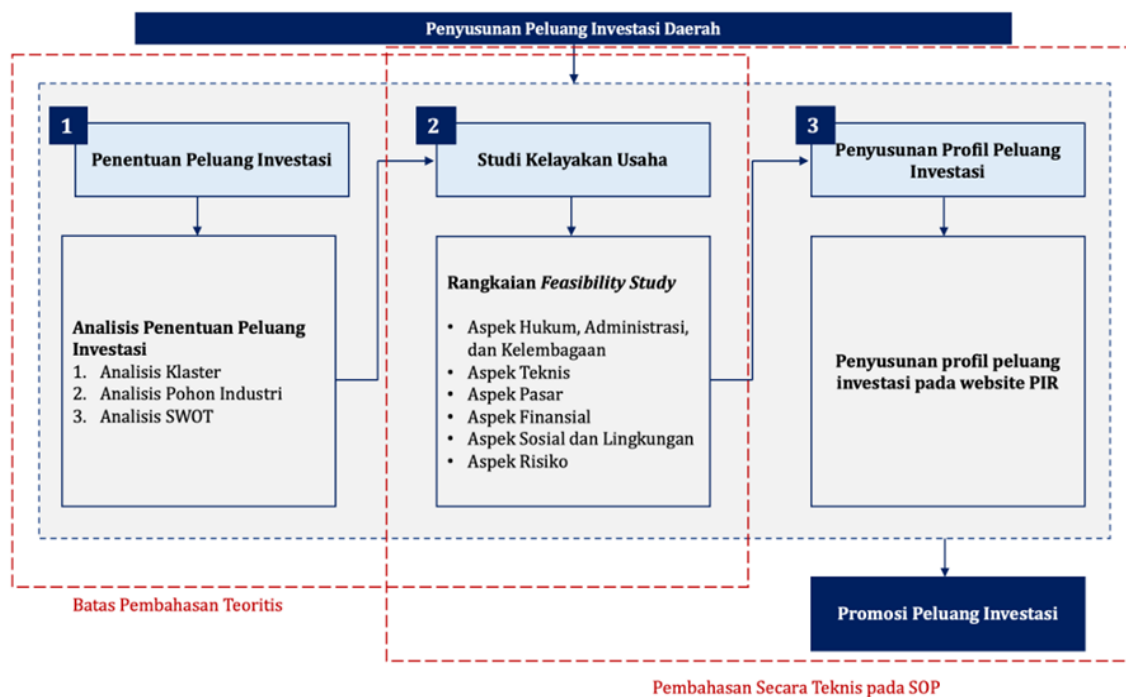 Penyusunan Peluang Investasi Daerah
1
Penentuan Peluang Investasi
Analisis Penentuan Peluang
Investasi
1. Analisis Klaster
2. Analisis Pohon Industri
3. Analisis SWOT
2
Studi Kelayakan Usaha
Rangkaian Feasibility Study
• Aspek Hukum, Administrasi,
dan Kelembagaan
• Aspek Teknis
• Aspek Pasar
• Aspek Finansial
• Aspek Sosial dan Lingkungan
• Aspek Risiko
3
Penyusunan Profil Peluang
Investasi
Penyusunan profil peluang
investasi pada website PIR
Batas Pembahasan Teoritis
Promosi Peluang Investasi
Pembahasan Secara Teknis pada SOP